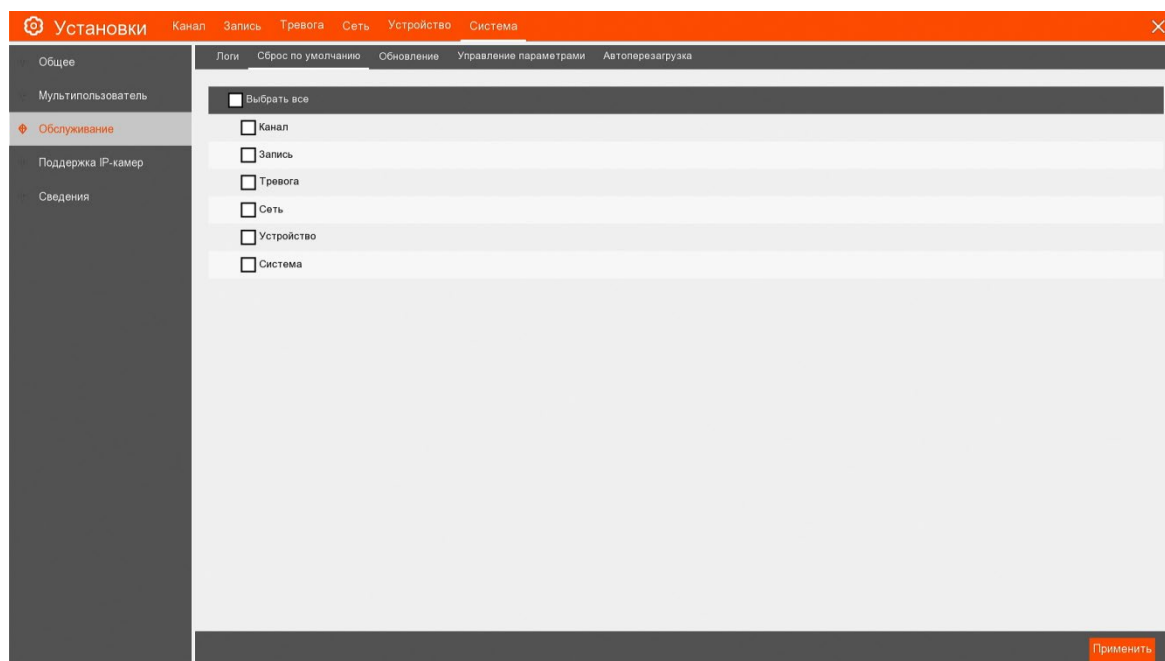 Установки Канал Запись Тревога Сеть Устройство Система
Общее
Мультипользователь
Обслуживание
Поддержка IP-камер
Сведения
Логи Сброс по умолчанию Обновление Управление параметрами Автоперезагрузка
Выбрать все
Канал
Запись
Тревога
Сеть
Устройство
Система
Применить